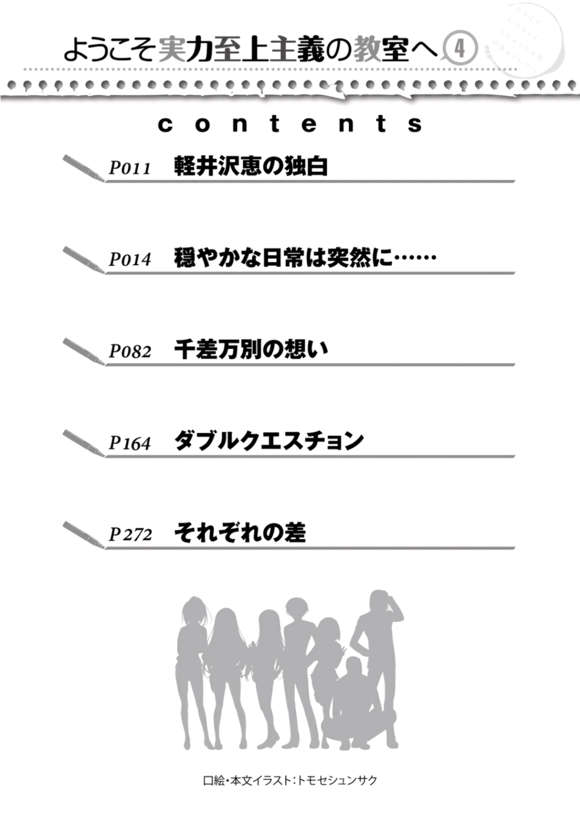 ようこそ実力至上主義の教室へ④
contents
P011 軽井沢恵の独白
P014 穏やかな日常は突然に……
P082 千差万別の想い
P164 ダブルクエスチョン
P272 それぞれの差
口絵・本文イラスト:トモセシュンサク